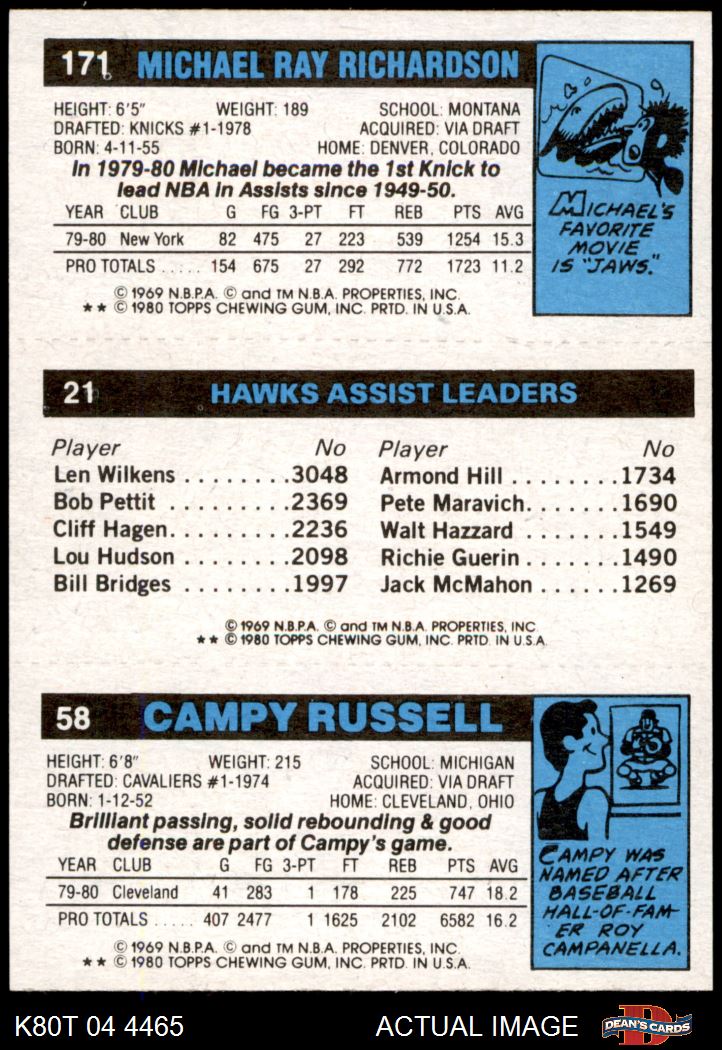 171 MICHAEL RAY RICHARDSON
HEIGHT: 6'5" WEIGHT: 189 SCHOOL: MONTANA
DRAFTED: KNICKS #1-1978 ACQUIRED: VIA DRAFT
BORN: 4-11-55 HOME: DENVER, COLORADO
In 1979-80 Michael became the 1st Knick to
lead NBA in Assists since 1949-50.
YEAR CLUB G FG 3-PT FT REB PTS AVG
79-80 New York 82 475 27 223 539 1254 15.3
PRO TOTALS ..... 154 675 27 292 772 1723 11.2
© 1969 N.B.P.A. © and TM N.B.A. PROPERTIES, INC.
★★ © 1980 TOPPS CHEWING GUM, INC. PRTD. IN U.S.A.
MICHAEL'S
FAVORITE
MOVIE
IS "JAWS."
21 HAWKS ASSIST LEADERS
Player No Player No
Len Wilkens ........3048 Armond Hill ........1734
Bob Pettit .........2369 Pete Maravich.......1690
Cliff Hagen.........2236 Walt Hazzard .......1549
Lou Hudson ........2098 Richie Guerin.......1490
Bill Bridges ........1997 Jack McMahon ......1269
© 1969 N.B.P.A. © and TM N.B.A. PROPERTIES, INC
★★ © 1980 TOPPS CHEWING GUM, INC. PRTD. IN U.S.A.
58 CAMPY RUSSELL
HEIGHT: 6'8" WEIGHT: 215 SCHOOL: MICHIGAN
DRAFTED: CAVALIERS #1-1974 ACQUIRED: VIA DRAFT
BORN: 1-12-52 HOME: CLEVELAND, OHIO
Brilliant passing, solid rebounding & good
defense are part of Campy's game.
YEAR CLUB G FG 3-PT FT REB PTS AVG
79-80 Cleveland 41 283 1 178 225 747 18.2
PRO TOTALS ..... 407 2477 1 1625 2102 6582 16.2
© 1969 N.B.P.A. © and TM N.B.A. PROPERTIES, INC.
★★ © 1980 TOPPS CHEWING GUM, INC. PRTD. IN U.S.A.
CAMPY WAS
NAMED AFTER
BASEBALL
HALL-OF-FAM-
ER ROY
CAMPANELLA.
K80T 04 4465 ACTUAL IMAGE D DEAN'S CARDS